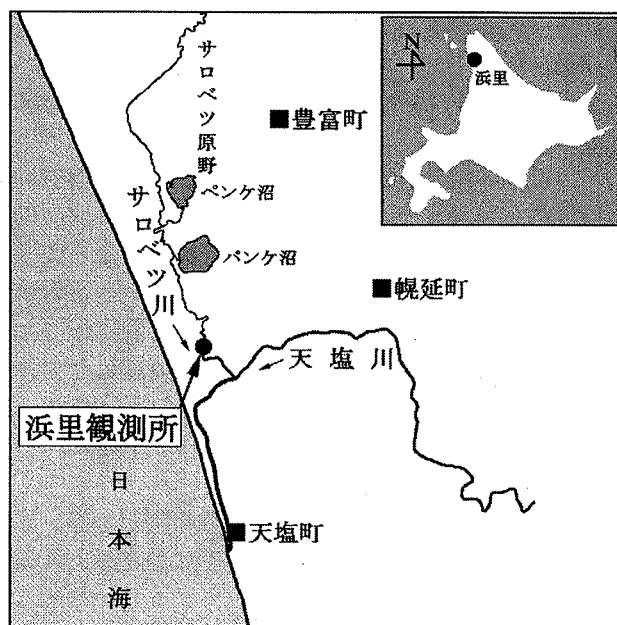 サロベツ原野
豊富町
ペンケ沼
サロベツ川
パンケ沼
幌延町
天塩川
浜里観測所
天塩町
日本海
N
浜里